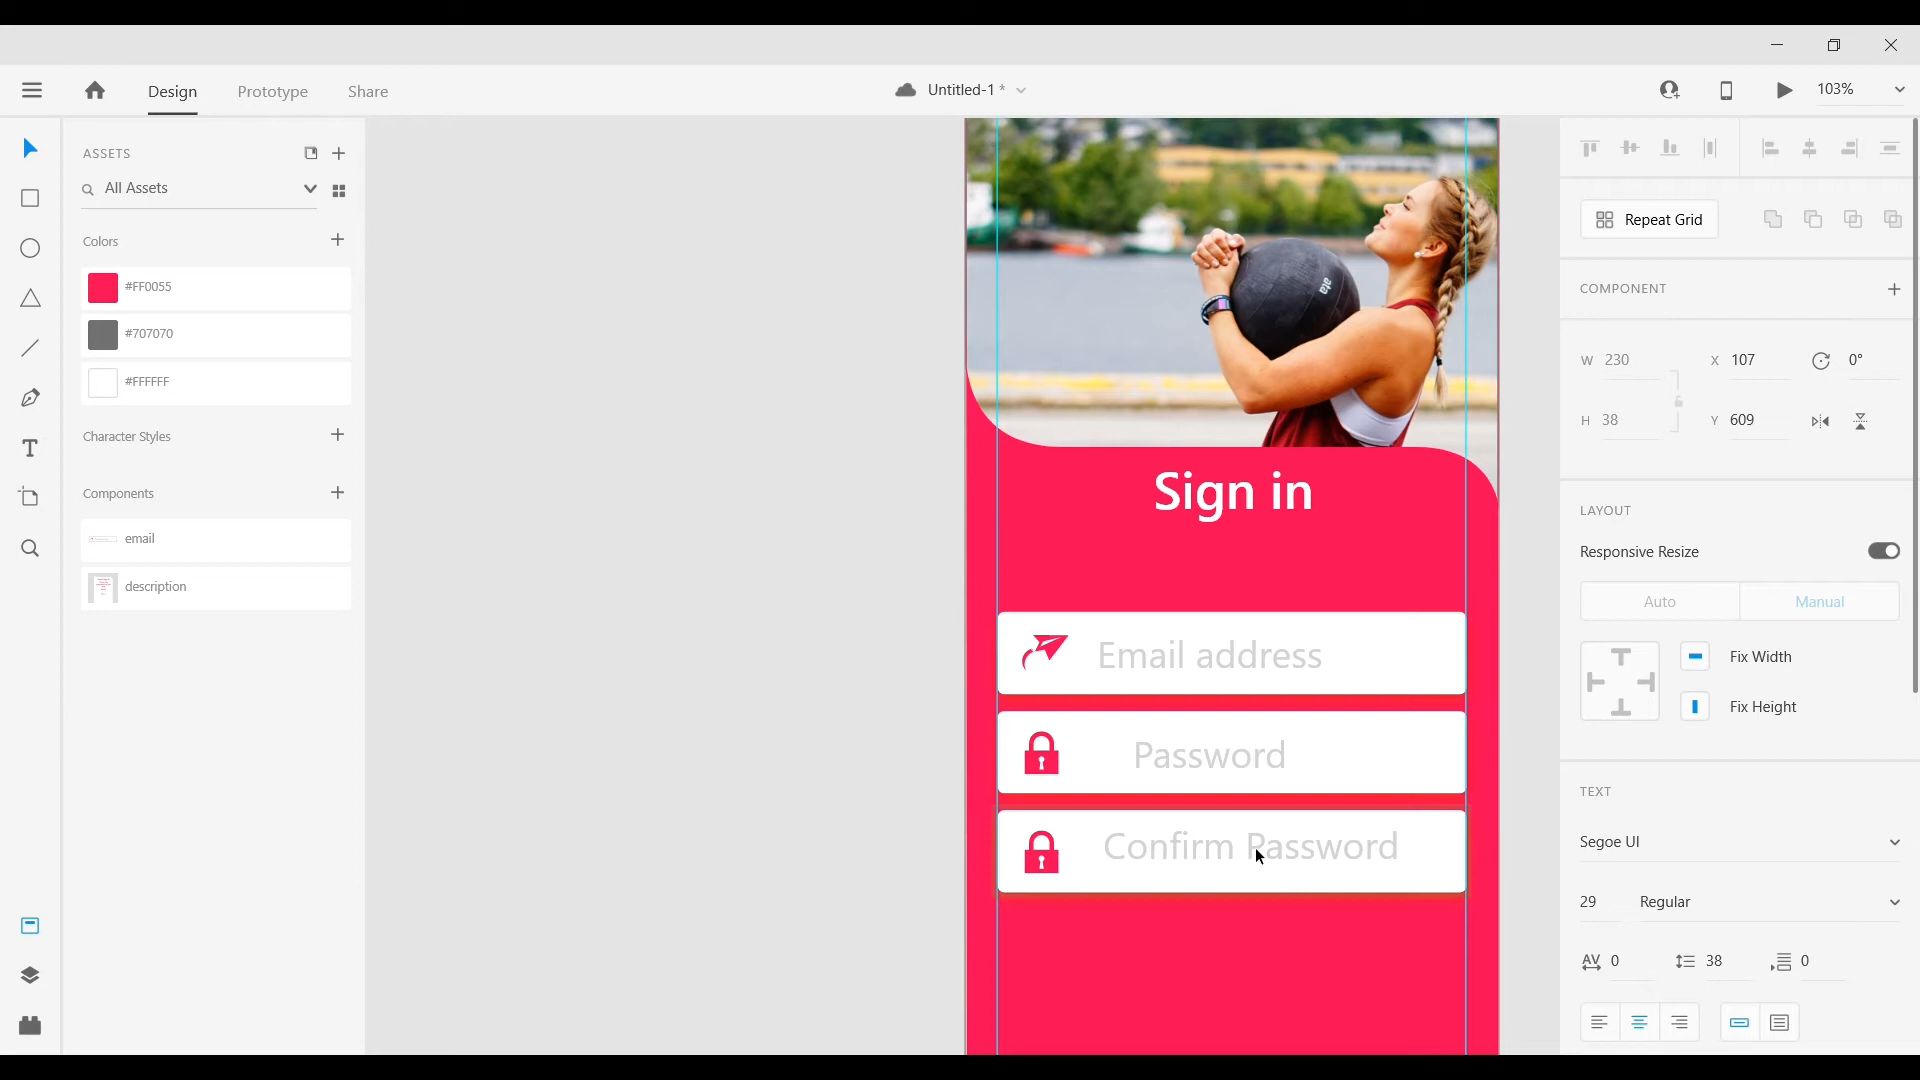 Design Prototype Share
Untitled-1 *
103%
ASSETS
All Assets
Colors
#FF0055
#707070
#FFFFFF
Character Styles
Components
email
description
ata
Sign in
Email address
Password
Confirm Password
Repeat Grid
COMPONENT
W 230 X 107 0°
H 38 Y 609
LAYOUT
Responsive Resize
Auto Manual
Fix Width
Fix Height
TEXT
Segoe UI
29 Regular
AV 0 38 0